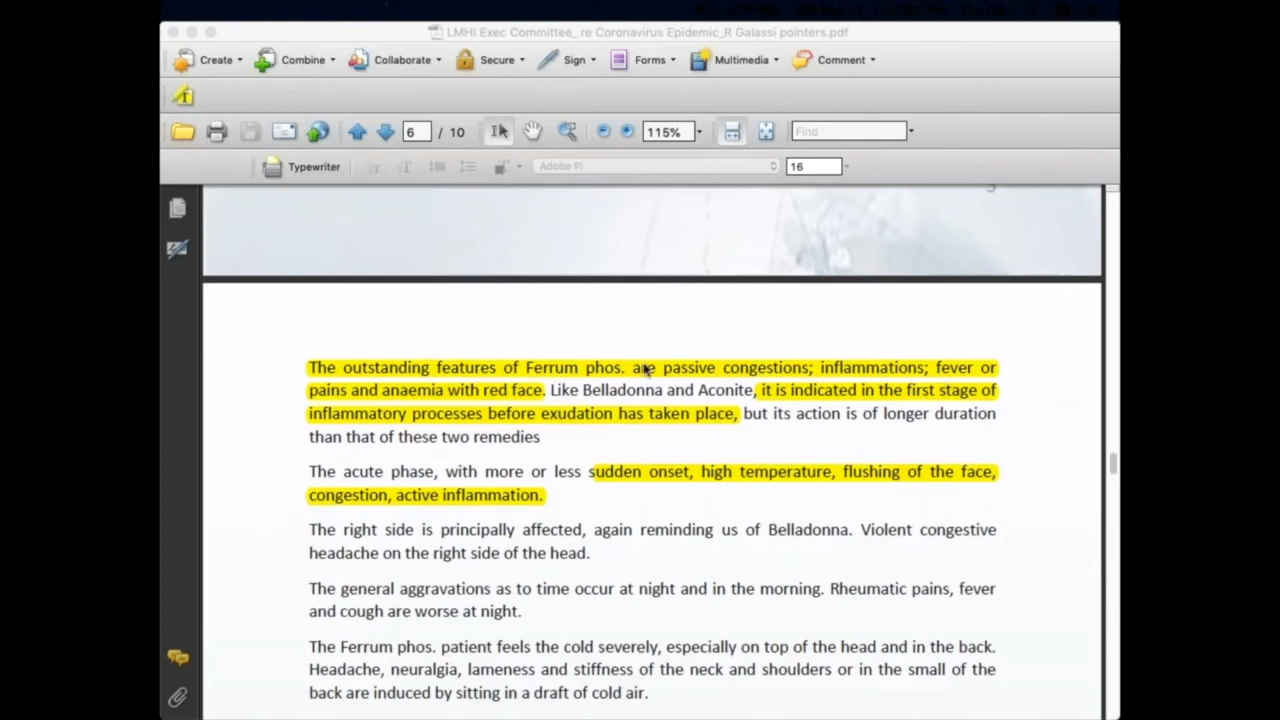 LMHI Exec Committee_ re Coronavirus Epidemic_R Galassi pointers.pdf
Create Combine Collaborate Secure Sign Forms Multimedia Comment
6 / 10 115% Find
Typewriter Adobe Pi 16
The outstanding features of Ferrum phos. are passive congestions; inflammations; fever or
pains and anaemia with red face. Like Belladonna and Aconite, it is indicated in the first stage of
inflammatory processes before exudation has taken place, but its action is of longer duration
than that of these two remedies
The acute phase, with more or less sudden onset, high temperature, flushing of the face,
congestion, active inflammation.
The right side is principally affected, again reminding us of Belladonna. Violent congestive
headache on the right side of the head.
The general aggravations as to time occur at night and in the morning. Rheumatic pains, fever
and cough are worse at night.
The Ferrum phos. patient feels the cold severely, especially on top of the head and in the back.
Headache, neuralgia, lameness and stiffness of the neck and shoulders or in the small of the
back are induced by sitting in a draft of cold air.